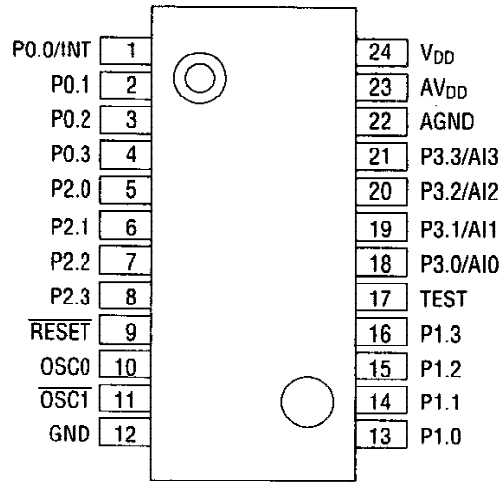 P0.0/INT 1 24 VDD
P0.1 2 23 AVDD
P0.2 3 22 AGND
P0.3 4 21 P3.3/AI3
P2.0 5 20 P3.2/AI2
P2.1 6 19 P3.1/AI1
P2.2 7 18 P3.0/AI0
P2.3 8 17 TEST
RESET 9 16 P1.3
OSC0 10 15 P1.2
OSC1 11 14 P1.1
GND 12 13 P1.0